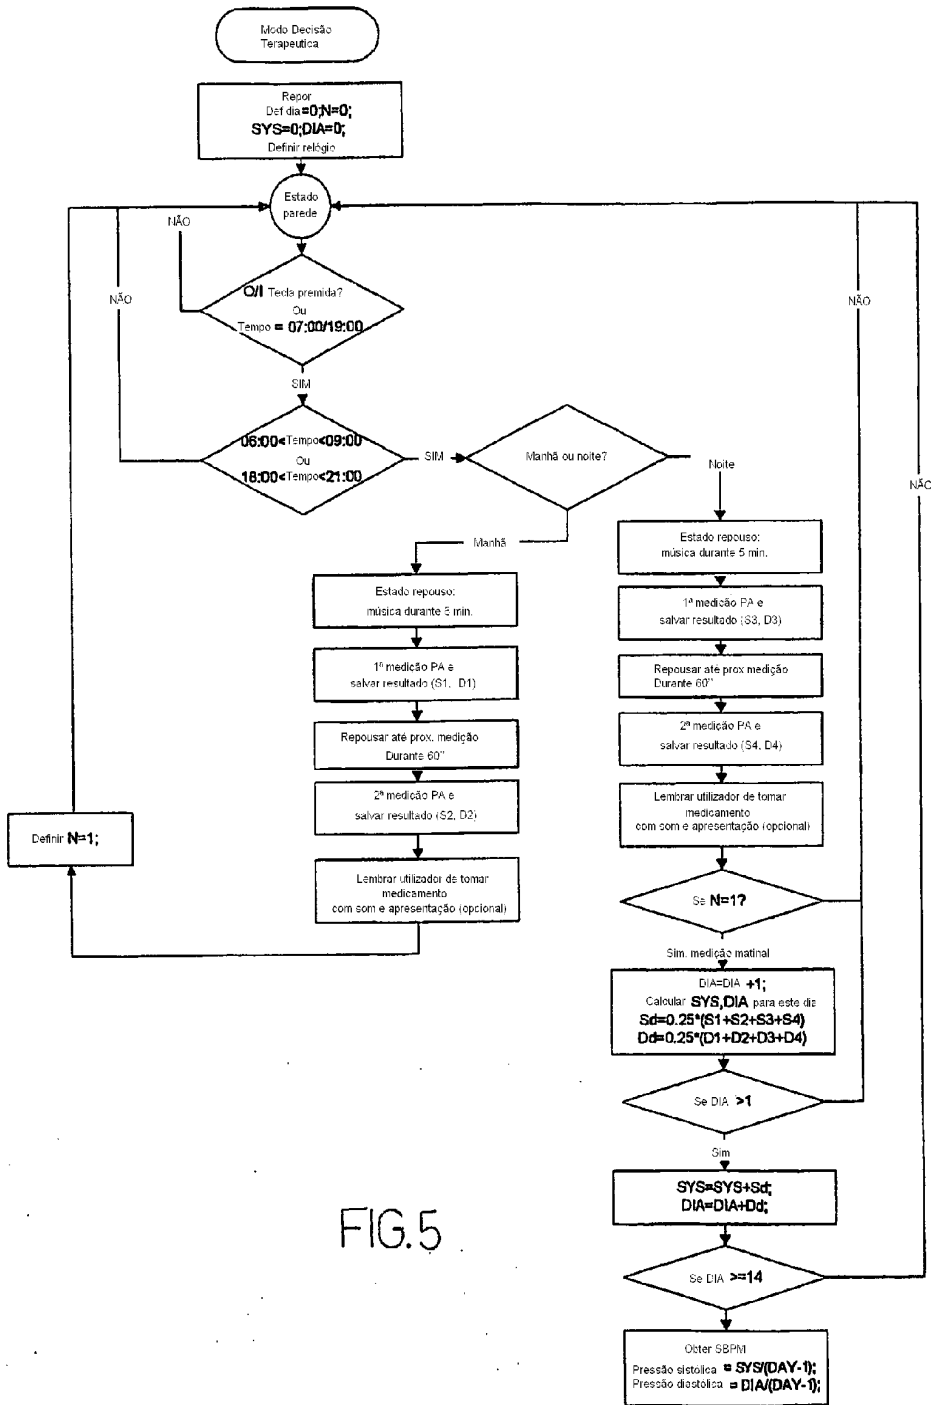 Modo Decisão
Terapeutica
Repor
Def dia=0;N=0;
SYS=0;DIA=0;
Definir relógio
Estado
parede
NÃO
NÃO
O/I Tecla premida?
Ou
Tempo = 07:00/19:00
NÃO
SIM
06:00<Tempo<09:00
Ou
18:00<Tempo<21:00
SIM
Manhã ou noite?
Noite
NÃO
Manhã
Estado repouso:
música durante 5 min.
Estado repouso:
música durante 5 min.
1ª medição PA e
salvar resultado (S3, D3)
1ª medição PA e
salvar resultado (S1, D1)
Repousar até prox medição
Durante 60"
Repousar até prox. medição
Durante 60"
2ª medição PA e
salvar resultado (S4, D4)
2ª medição PA e
salvar resultado (S2, D2)
Lembrar utilizador de tomar
medicamento
com som e apresentação (opcional)
Definir N=1;
Lembrar utilizador de tomar
medicamento
com som e apresentação (opcional)
Se N=1?
Sim, medição matinal
DIA=DIA +1;
Calcular SYS,DIA para este dia
Sd=0.25*(S1+S2+S3+S4)
Dd=0.25*(D1+D2+D3+D4)
Se DIA >1
Sim
SYS=SYS+Sd;
DIA=DIA+Dd;
FIG.5
Se DIA >=14
Obter SBPM
Pressão sistólica = SYS/(DAY-1);
Pressão diastólica = DIA/(DAY-1);